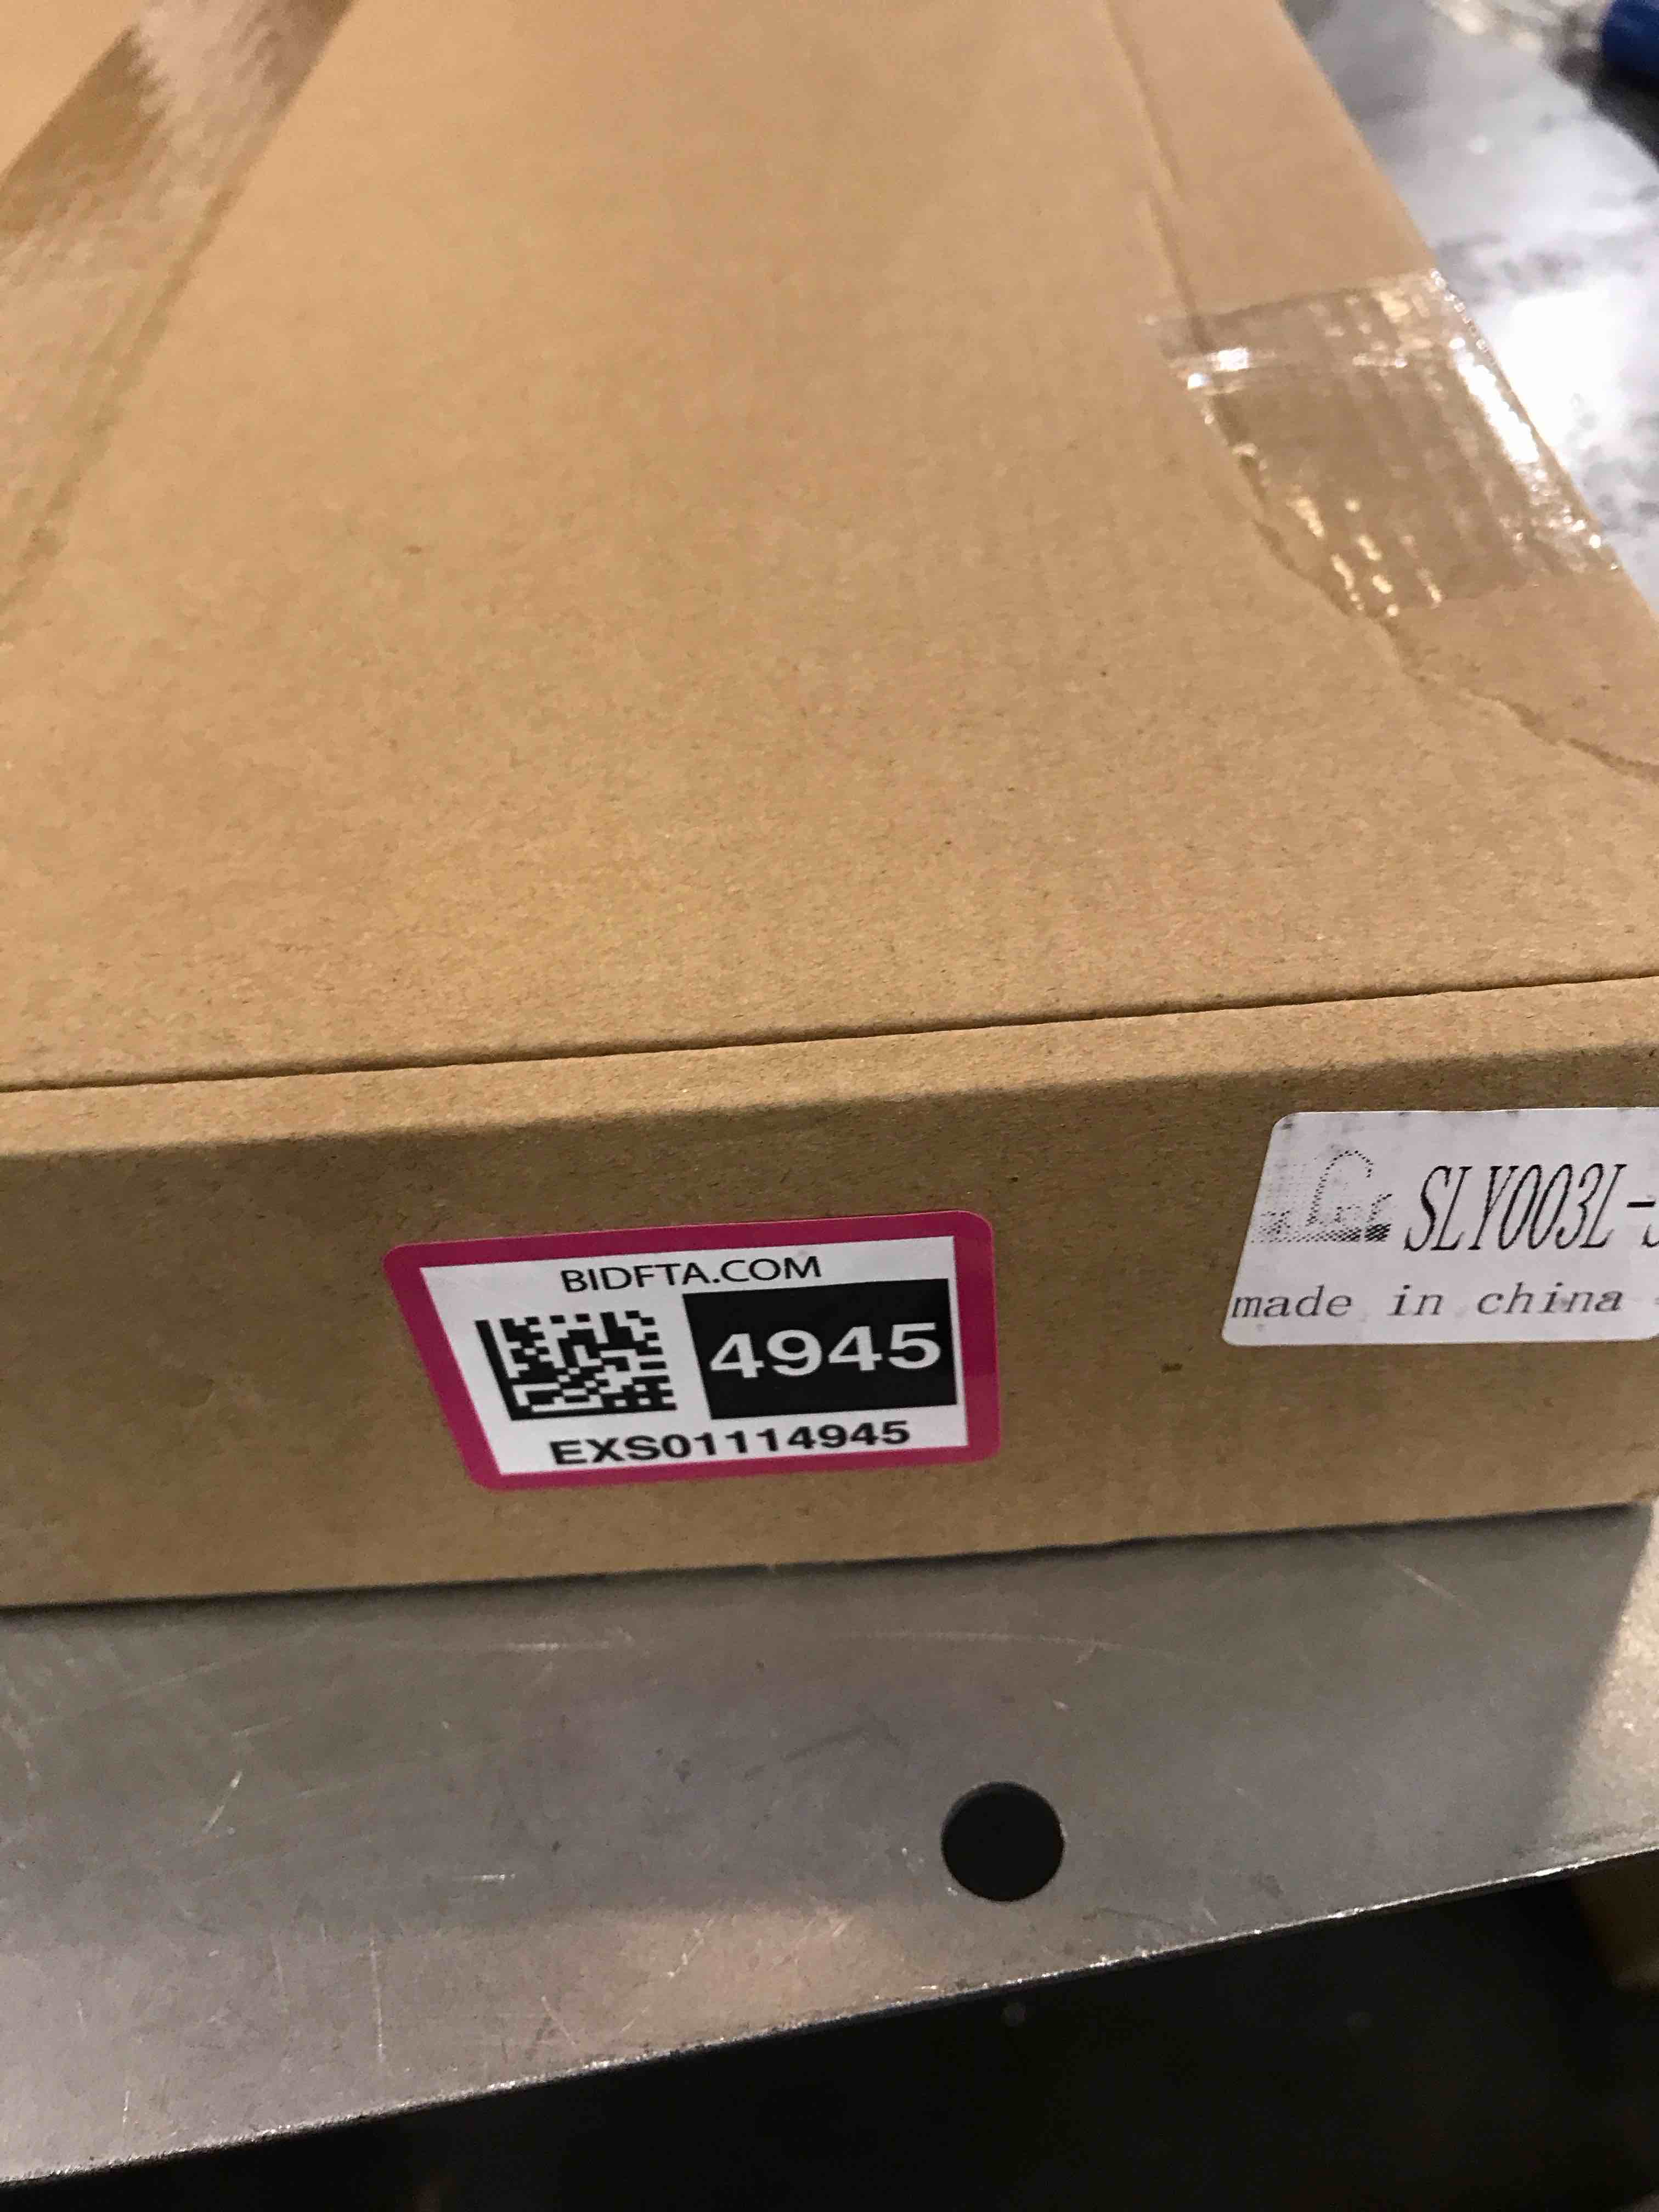 BIDFTA.COM
4945
EXS01114945
SLY003L-
made in china